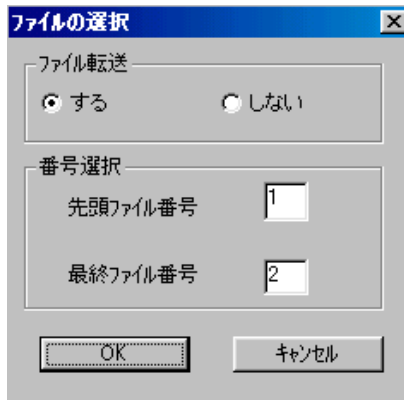 ﾌｧｲﾙの選択
ﾌｧｲﾙ転送
する しない
番号選択
先頭ﾌｧｲﾙ番号 1
最終ﾌｧｲﾙ番号 2
OK ｷｬﾝｾﾙ